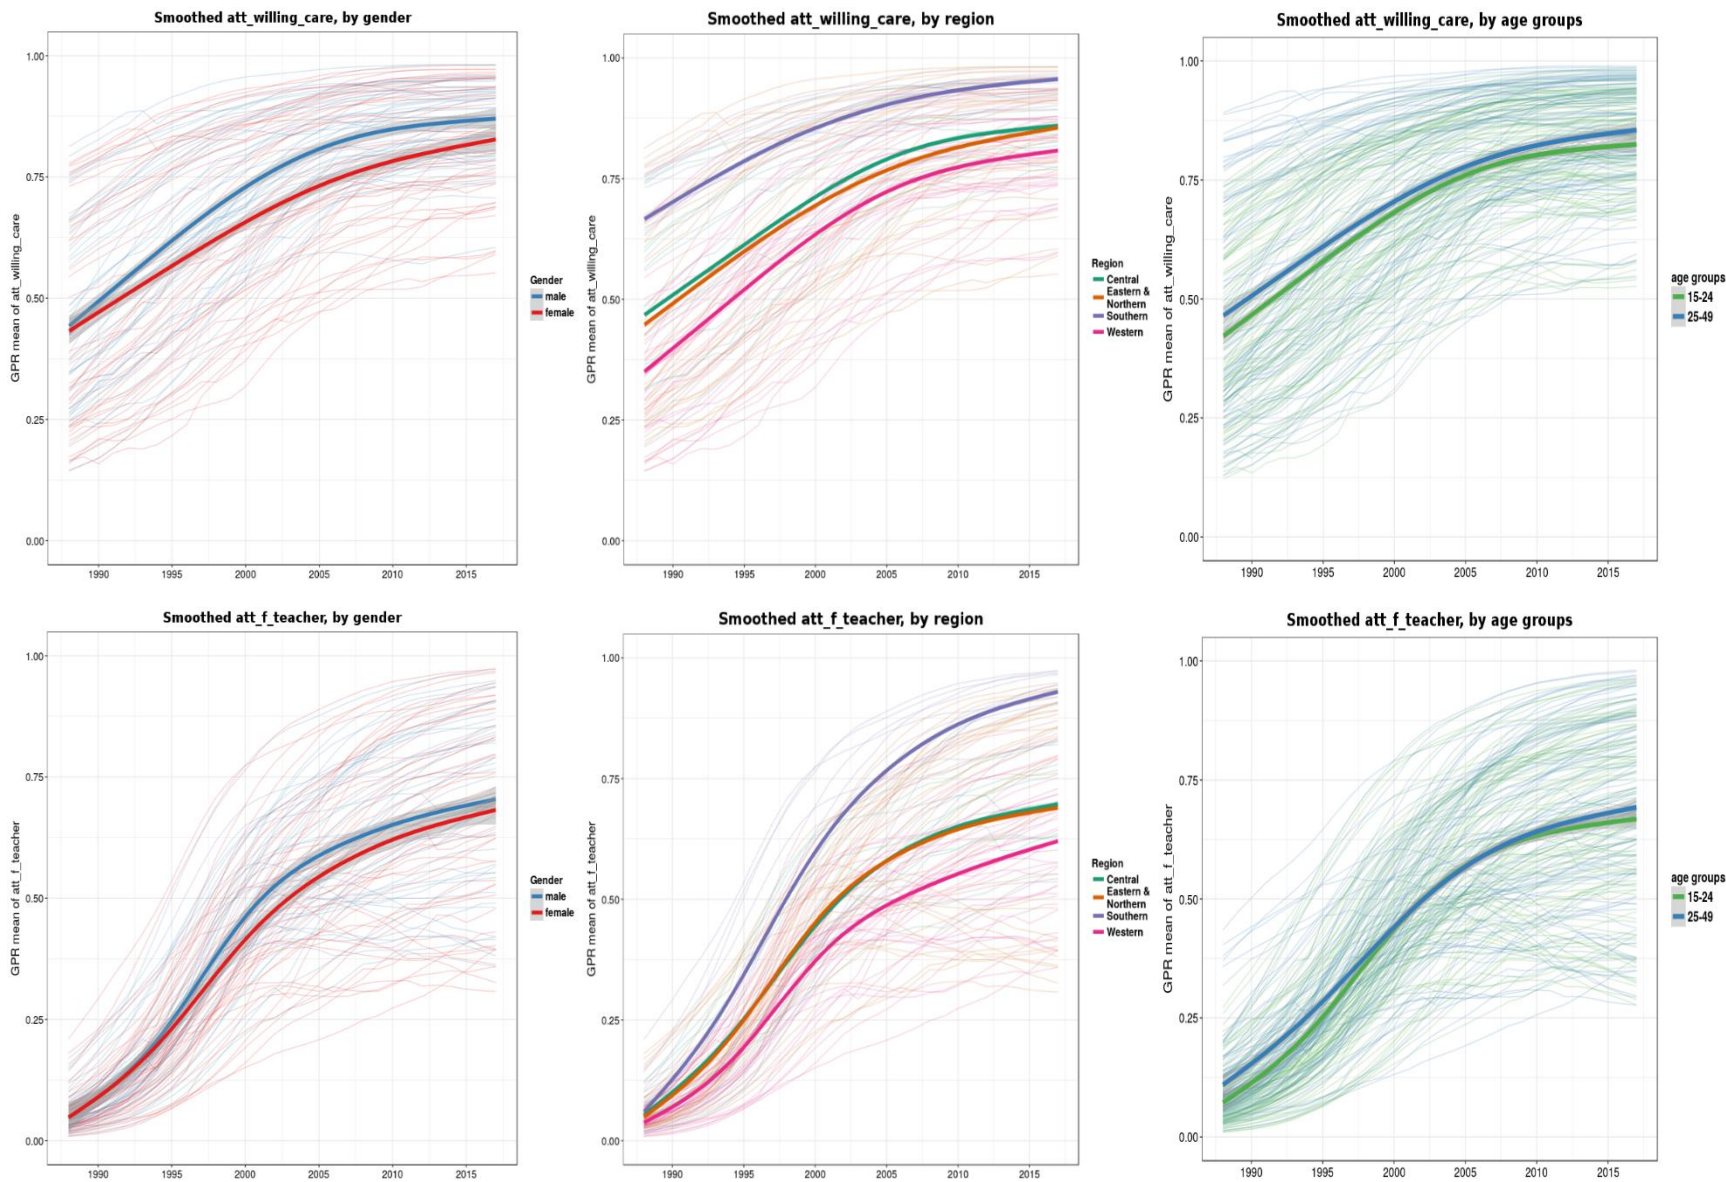 Smoothed att_willing_care, by gender
GPR mean of att_willing_care
1.00
0.75
0.50
0.25
0.00
1990 1995 2000 2005 2010 2015
Gender
male
female
Smoothed att_willing_care, by region
GPR mean of att_willing_care
1.00
0.75
0.50
0.25
0.00
1990 1995 2000 2005 2010 2015
Region
Central
Eastern &
Northern
Southern
Western
Smoothed att_willing_care, by age groups
GPR mean of att_willing_care
1.00
0.75
0.50
0.25
0.00
1990 1995 2000 2005 2010 2015
age groups
15-24
25-49
Smoothed att_f_teacher, by gender
GPR mean of att_f_teacher
1.00
0.75
0.50
0.25
0.00
1990 1995 2000 2005 2010 2015
Gender
male
female
Smoothed att_f_teacher, by region
GPR mean of att_f_teacher
1.00
0.75
0.50
0.25
0.00
1990 1995 2000 2005 2010 2015
Region
Central
Eastern &
Northern
Southern
Western
Smoothed att_f_teacher, by age groups
GPR mean of att_f_teacher
1.00
0.75
0.50
0.25
0.00
1990 1995 2000 2005 2010 2015
age groups
15-24
25-49